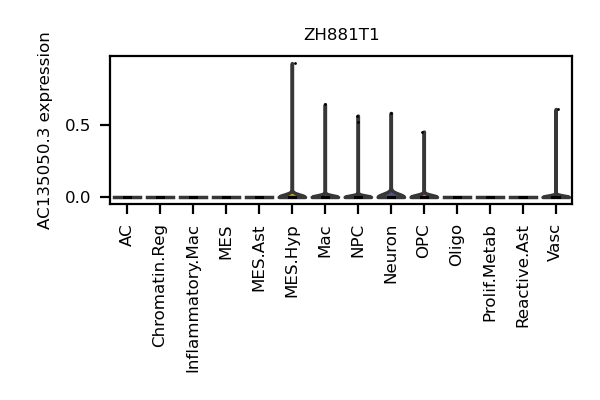 ZH881T1
AC135050.3 expression
0.5
0.0
AC
Chromatin.Reg
Inflammatory.Mac
MES
MES.Ast
MES.Hyp
Mac
NPC
Neuron
OPC
Oligo
Prolif.Metab
Reactive.Ast
Vasc